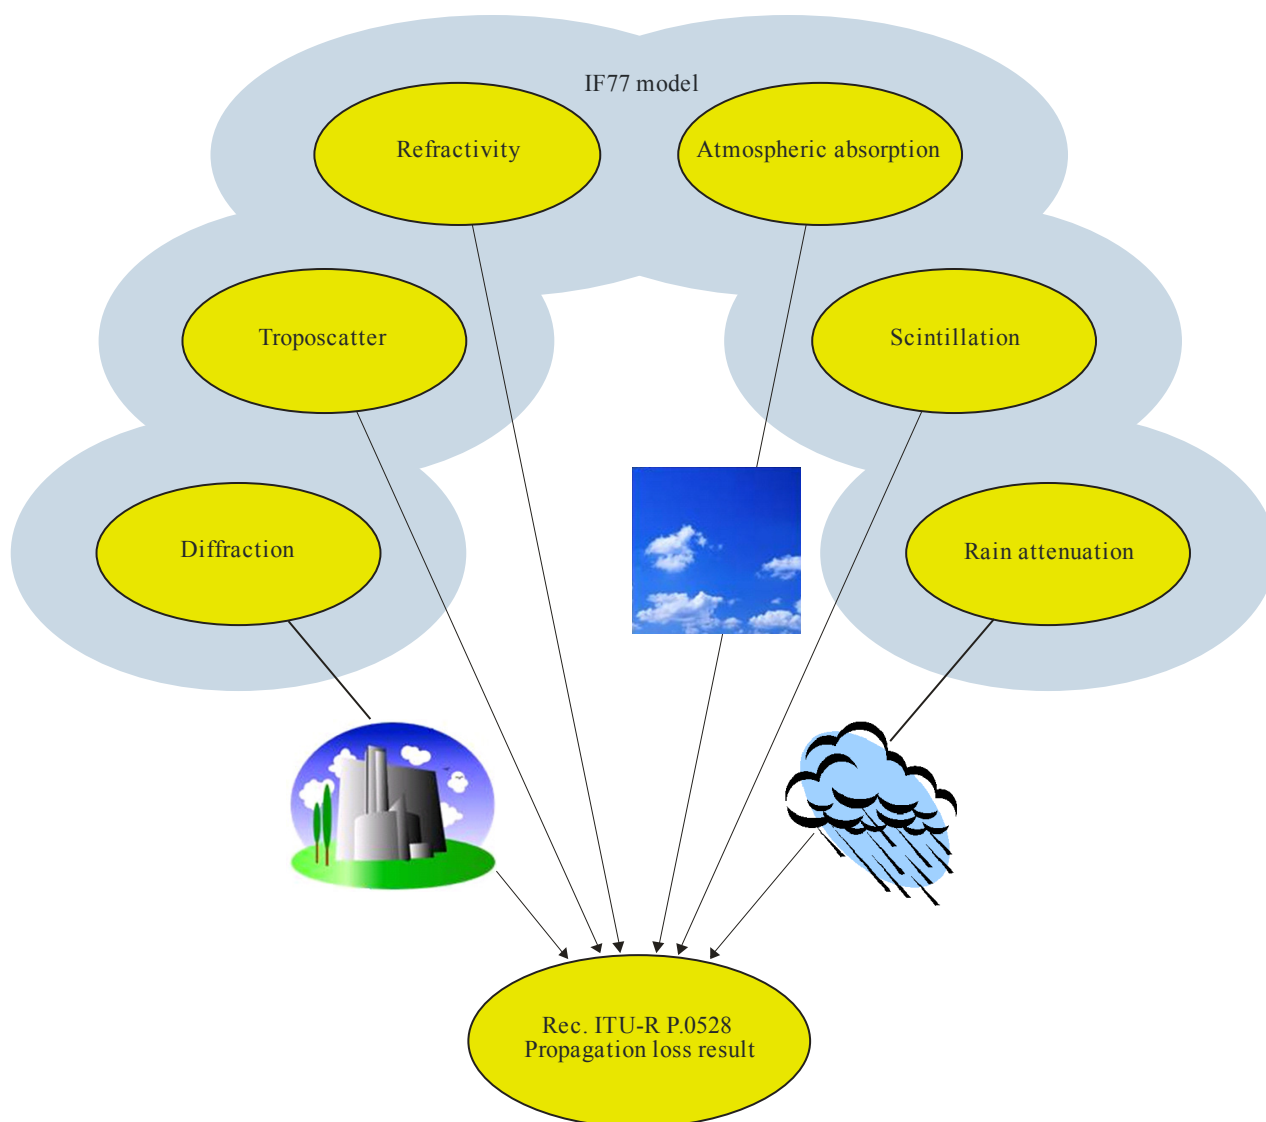 IF77 model
Refractivity
Atmospheric absorption
Troposcatter
Scintillation
Diffraction
Rain attenuation
Rec. ITU-R P.0528
Propagation loss result